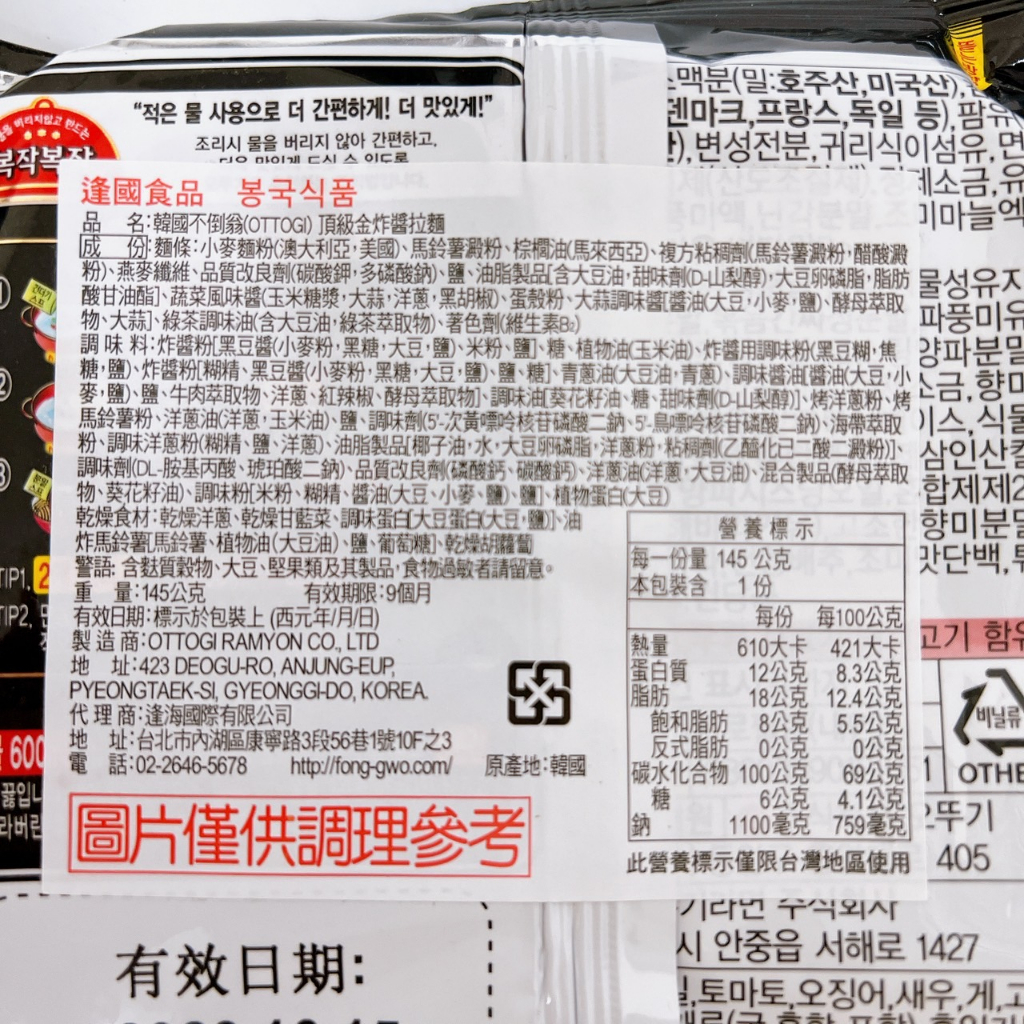 “적은 물 사용으로 더 간편하게! 더 맛있게!”
조리시 물을 버리지 않아 간편하고,
복작복작
맥분(밀:호주산,미국산),
덴마크,프랑스,독일 등),팜유
변성전분,귀리식이섬유,면
逢國食品 봉국식품
品　名:韓國不倒翁(OTTOGI) 頂級金炸醬拉麵
成　份:麵條:小麥麵粉(澳大利亞,美國)、馬鈴薯澱粉、棕櫚油(馬來西亞)、複方粘稠劑(馬鈴薯澱粉,醋酸澱
粉)、燕麥纖維、品質改良劑(碳酸鉀,多磷酸鈉)、鹽、油脂製品[含大豆油,甜味劑(D-山梨醇),大豆卵磷脂,脂肪
酸甘油酯]、蔬菜風味醬(玉米糖漿,大蒜,洋蔥,黑胡椒)、蛋殼粉、大蒜調味醬[醬油(大豆,小麥,鹽)、酵母萃取
物、大蒜]、綠茶調味油(含大豆油,綠茶萃取物)、著色劑(維生素B₂)
調 味 料:炸醬粉[黑豆醬(小麥粉,黑糖,大豆,鹽)、米粉、鹽]、糖、植物油(玉米油)、炸醬用調味粉(黑豆糊,焦
糖,鹽)、炸醬粉[糊精、黑豆醬(小麥粉,黑糖,大豆,鹽)、鹽、糖]、青蔥油(大豆油,青蔥)、調味醬油[醬油(大豆,小
麥,鹽)、鹽、牛肉萃取物、洋蔥、紅辣椒、酵母萃取物]、調味油[葵花籽油、糖、甜味劑(D-山梨醇)]、烤洋蔥粉、烤
馬鈴薯粉、洋蔥油(洋蔥,玉米油)、鹽、調味劑(5'-次黃嘌呤核苷磷酸二鈉、5'-鳥嘌呤核苷磷酸二鈉)、海帶萃取
粉、調味洋蔥粉(糊精、鹽、洋蔥)、油脂製品[椰子油,水,大豆卵磷脂,洋蔥粉,粘稠劑(乙醯化已二酸二澱粉)]、
調味劑(DL-胺基丙酸、琥珀酸二鈉)、品質改良劑(磷酸鈣、碳酸鈣)、洋蔥油(洋蔥,大豆油)、混合製品(酵母萃取
物、葵花籽油)、調味粉[米粉、糊精、醬油(大豆、小麥、鹽)、鹽]、植物蛋白(大豆)
乾燥食材:乾燥洋蔥、乾燥甘藍菜、調味蛋白[大豆蛋白(大豆,鹽)]、油
炸馬鈴薯[馬鈴薯、植物油(大豆油)、鹽、葡萄糖]、乾燥胡蘿蔔
警語: 含麩質穀物、大豆、堅果類及其製品,食物過敏者請留意。
重　量:145公克　有效期限:9個月
有效日期:標示於包裝上 (西元年/月/日)
製 造 商:OTTOGI RAMYON CO., LTD
地　址:423 DEOGU-RO, ANJUNG-EUP,
PYEONGTAEK-SI, GYEONGGI-DO, KOREA.
代 理 商:逢海國際有限公司
地　址:台北市內湖區康寧路3段56巷1號10F之3
電　話:02-2646-5678　http://fong-gwo.com/　原產地:韓國
圖片僅供調理參考
營 養 標 示
每一份量 145 公克
本包裝含 1 份
每份 每100公克
熱量 610大卡 421大卡
蛋白質 12公克 8.3公克
脂肪 18公克 12.4公克
飽和脂肪 8公克 5.5公克
反式脂肪 0公克 0公克
碳水化合物 100公克 69公克
糖 6公克 4.1公克
鈉 1100毫克 759毫克
此營養標示僅限台灣地區使用
TIP1.
TIP2.
600
비닐류
OTHE
오뚜기
405
기라면 주식회사
시 안중읍 서해로 1427
토마토,오징어,새우,게,고
有效日期: